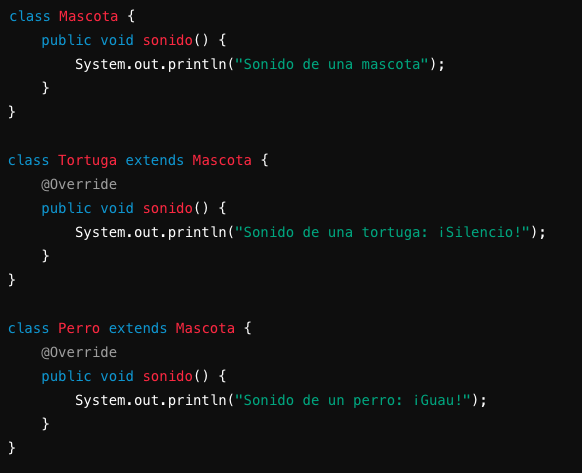 class Mascota {
    public void sonido() {
        System.out.println("Sonido de una mascota");
    }
}

class Tortuga extends Mascota {
    @Override
    public void sonido() {
        System.out.println("Sonido de una tortuga: ¡Silencio!");
    }
}

class Perro extends Mascota {
    @Override
    public void sonido() {
        System.out.println("Sonido de un perro: ¡Guau!");
    }
}